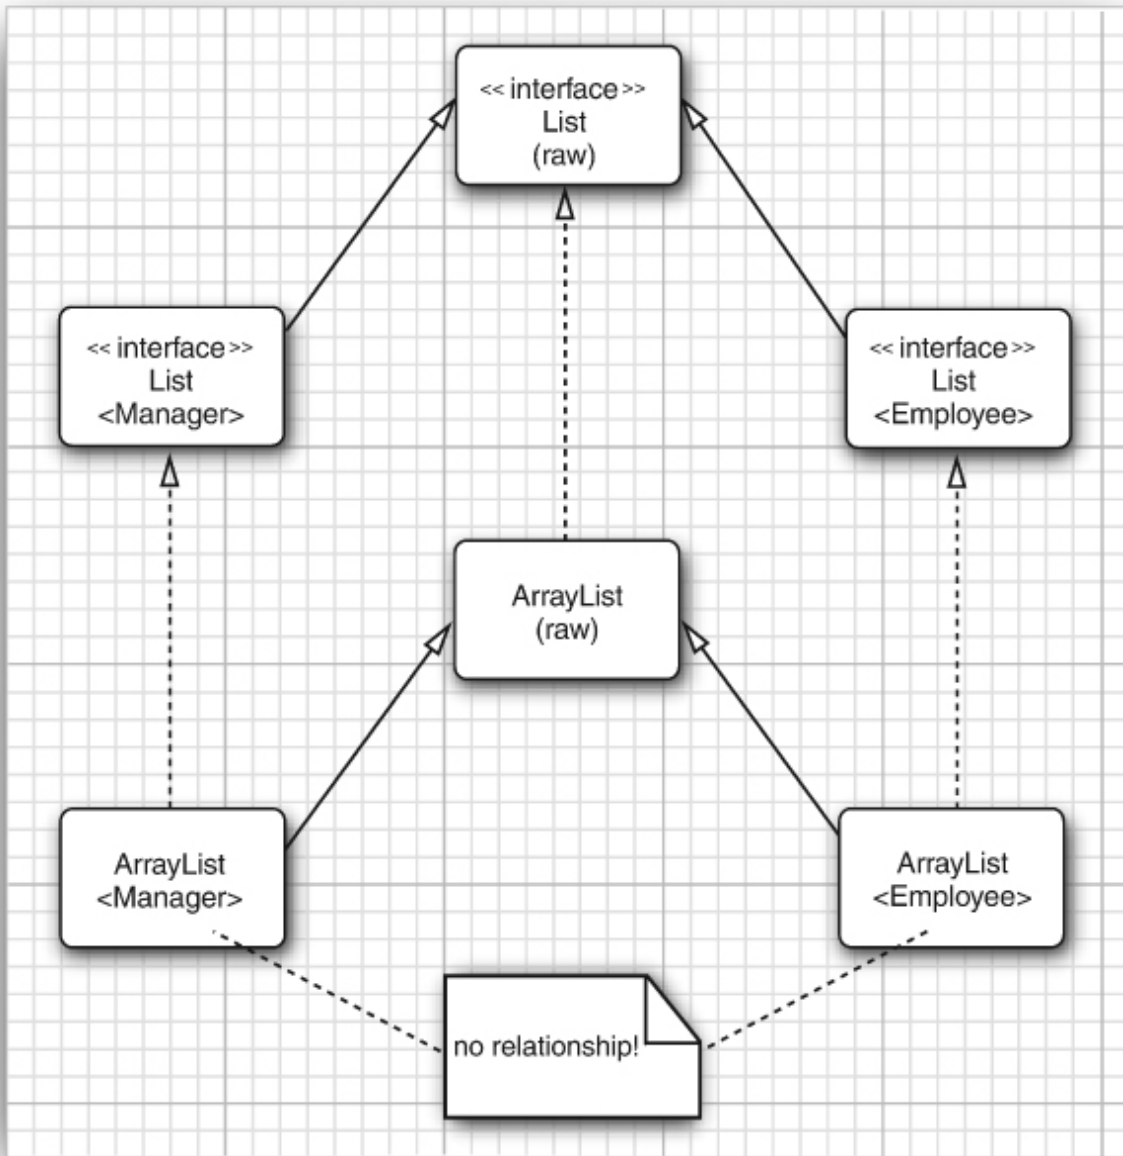 << interface >>
List
(raw)
<< interface >>
List
<Manager>
<< interface >>
List
<Employee>
ArrayList
(raw)
ArrayList
<Manager>
ArrayList
<Employee>
no relationship!